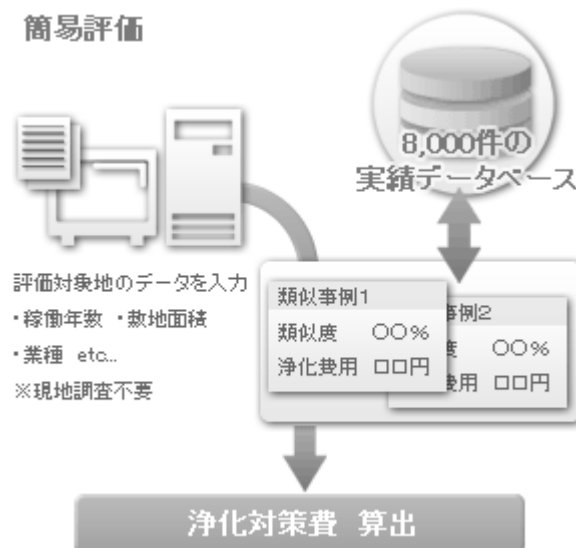 簡易評価
8,000件の
実績データベース
評価対象地のデータを入力
・稼働年数 ・敷地面積
・業種 etc...
※現地調査不要
類似事例1
類似度 〇〇%
浄化費用 □□円
事例2
度 〇〇%
費用 □□円
浄化対策費 算出